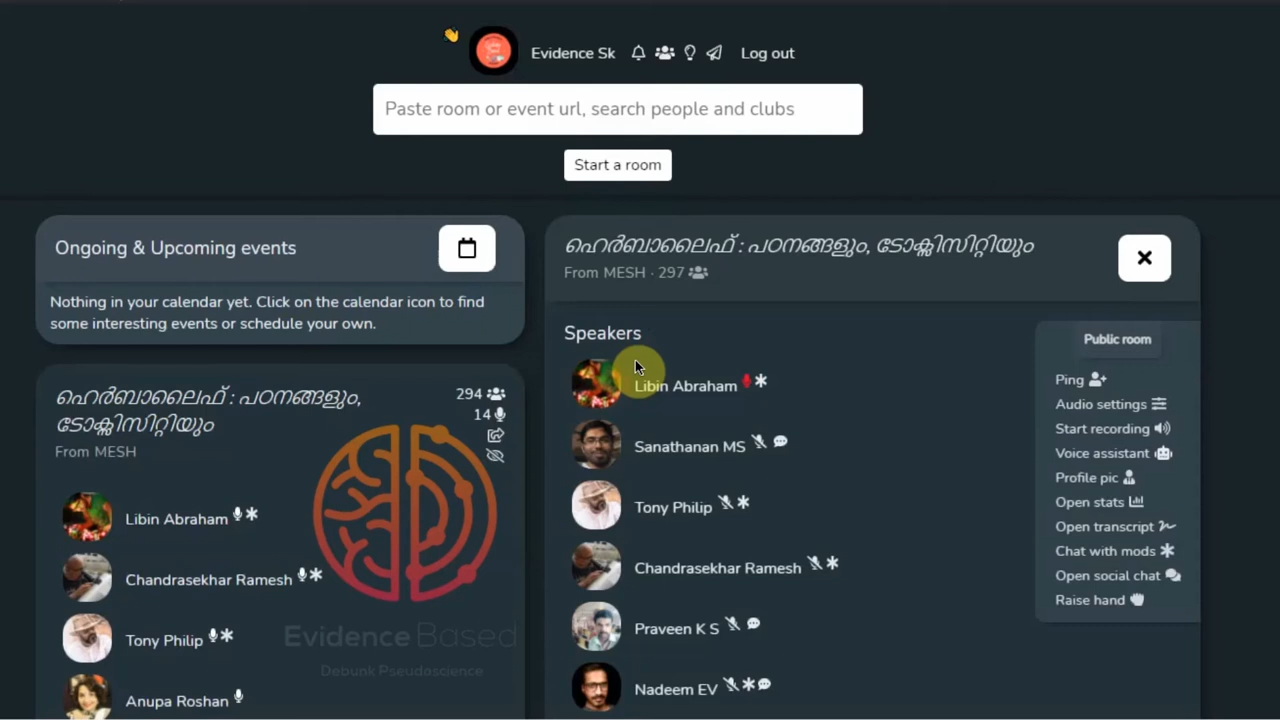 Evidence Sk
Log out
Paste room or event url, search people and clubs
Start a room
Ongoing & Upcoming events
Nothing in your calendar yet. Click on the calendar icon to find
some interesting events or schedule your own.
ഹെർബാലൈഫ് : പഠനങ്ങളും,
ടോക്സിസിറ്റിയും
From MESH
294
14
Libin Abraham
Chandrasekhar Ramesh
Tony Philip
Anupa Roshan
Evidence Based
Debunk Pseudoscience
ഹെർബാലൈഫ് : പഠനങ്ങളും, ടോക്സിസിറ്റിയും
From MESH · 297
Speakers
Libin Abraham
Sanathanan MS
Tony Philip
Chandrasekhar Ramesh
Praveen K S
Nadeem EV
Public room
Ping
Audio settings
Start recording
Voice assistant
Profile pic
Open stats
Open transcript
Chat with mods
Open social chat
Raise hand